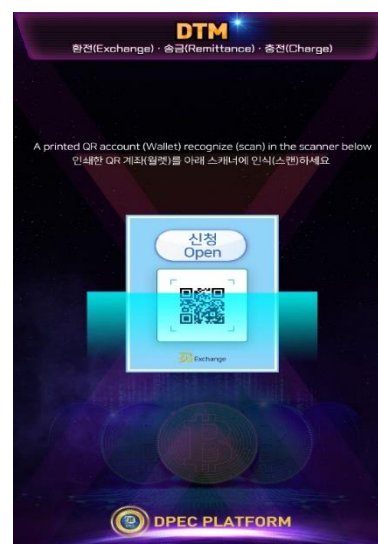 DTM
환전(Exchange) · 송금(Remittance) · 충전(Charge)
A printed QR account (Wallet) recognize (scan) in the scanner below
인쇄한 QR 계좌(월렛)를 아래 스캐너에 인식(스캔)하세요
신청
Open
Exchange
DPEC PLATFORM